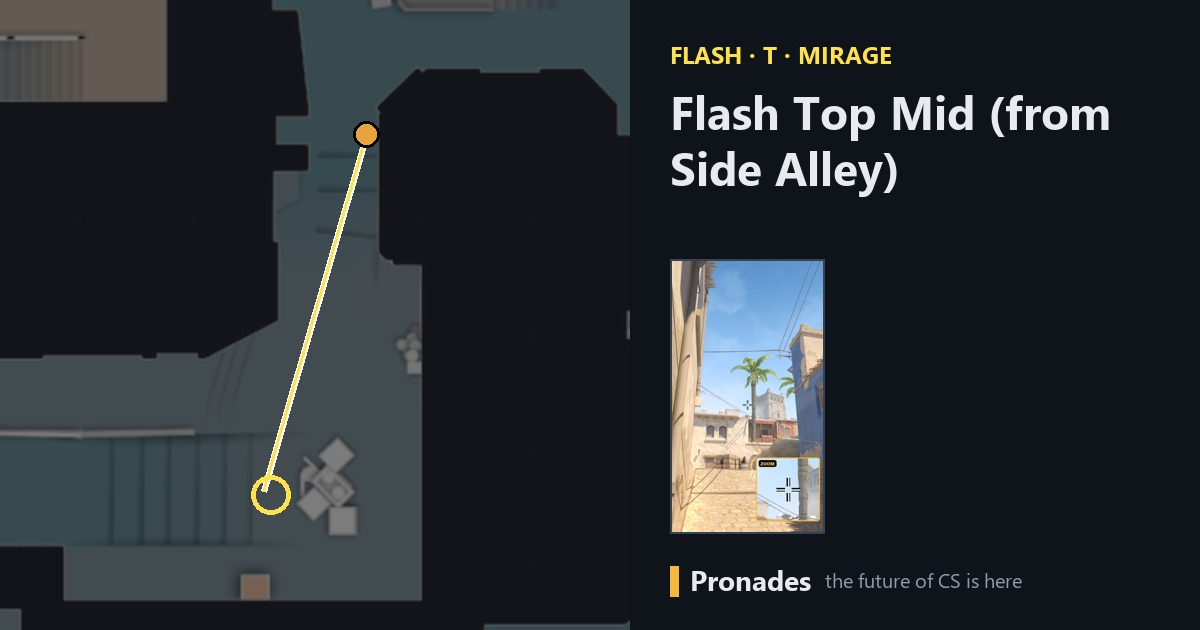 FLASH · T · MIRAGE
Flash Top Mid (from
Side Alley)
ZOOM
Pronades the future of CS is here